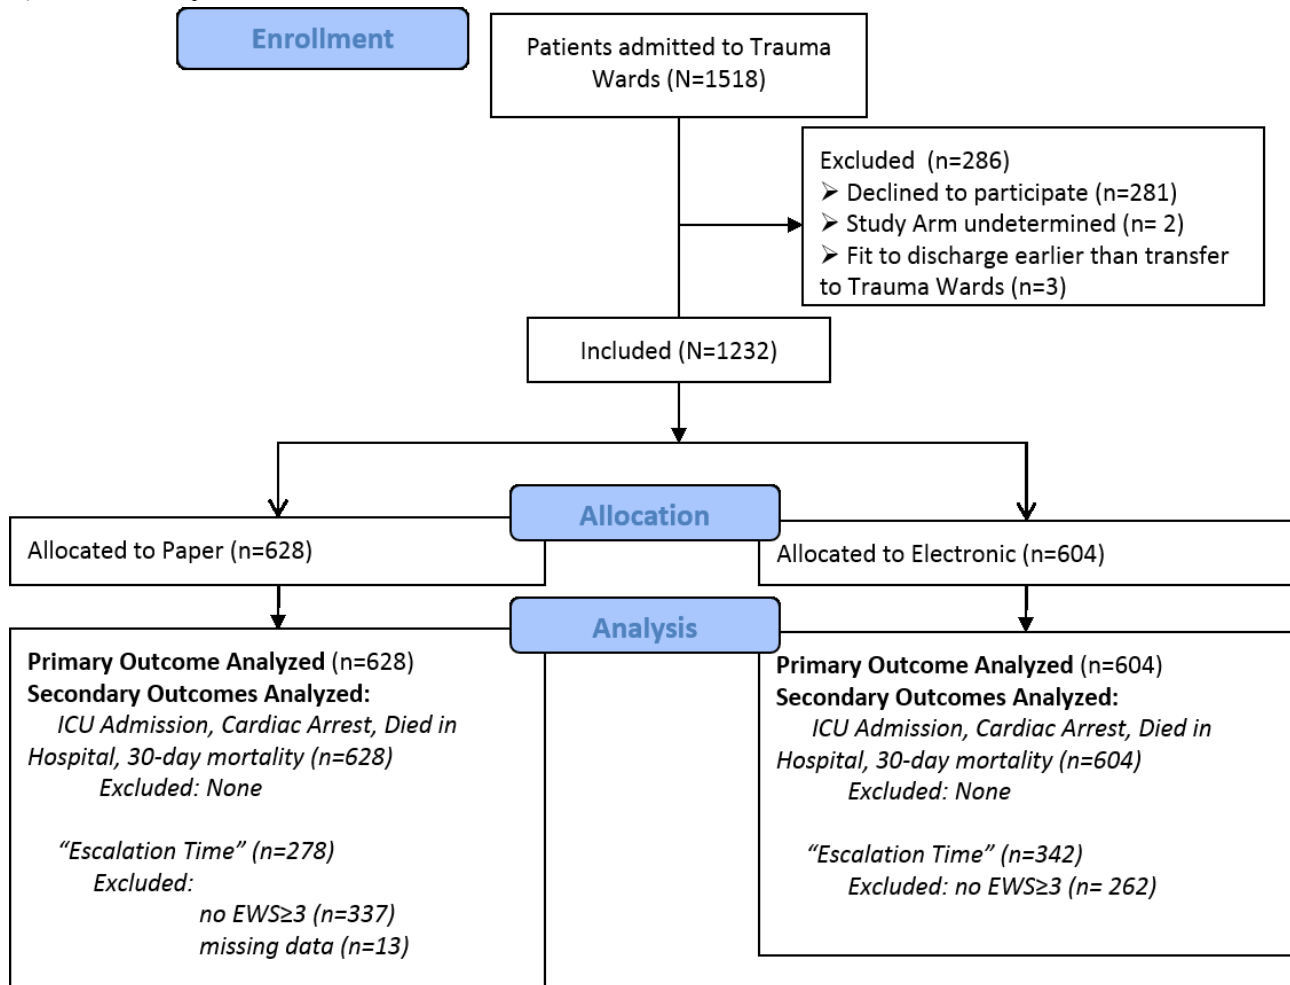 Enrollment
Patients admitted to Trauma
Wards (N=1518)
Excluded  (n=286)
➢ Declined to participate (n=281)
➢ Study Arm undetermined (n= 2)
➢ Fit to discharge earlier than transfer
to Trauma Wards (n=3)
Included (N=1232)
Allocation
Allocated to Paper (n=628)
Allocated to Electronic (n=604)
Analysis
Primary Outcome Analyzed (n=628)
Secondary Outcomes Analyzed:
ICU Admission, Cardiac Arrest, Died in
Hospital, 30-day mortality (n=628)
Excluded: None
“Escalation Time” (n=278)
Excluded:
no EWS≥3 (n=337)
missing data (n=13)
Primary Outcome Analyzed (n=604)
Secondary Outcomes Analyzed:
ICU Admission, Cardiac Arrest, Died in
Hospital, 30-day mortality (n=604)
Excluded: None
“Escalation Time” (n=342)
Excluded: no EWS≥3 (n= 262)